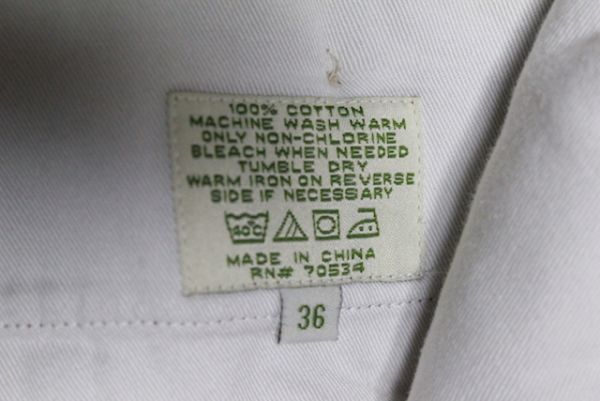 100% COTTON
MACHINE WASH WARM
ONLY NON-CHLORINE
BLEACH WHEN NEEDED
TUMBLE DRY
WARM IRON ON REVERSE
SIDE IF NECESSARY
40C
MADE IN CHINA
RN# 70534
36